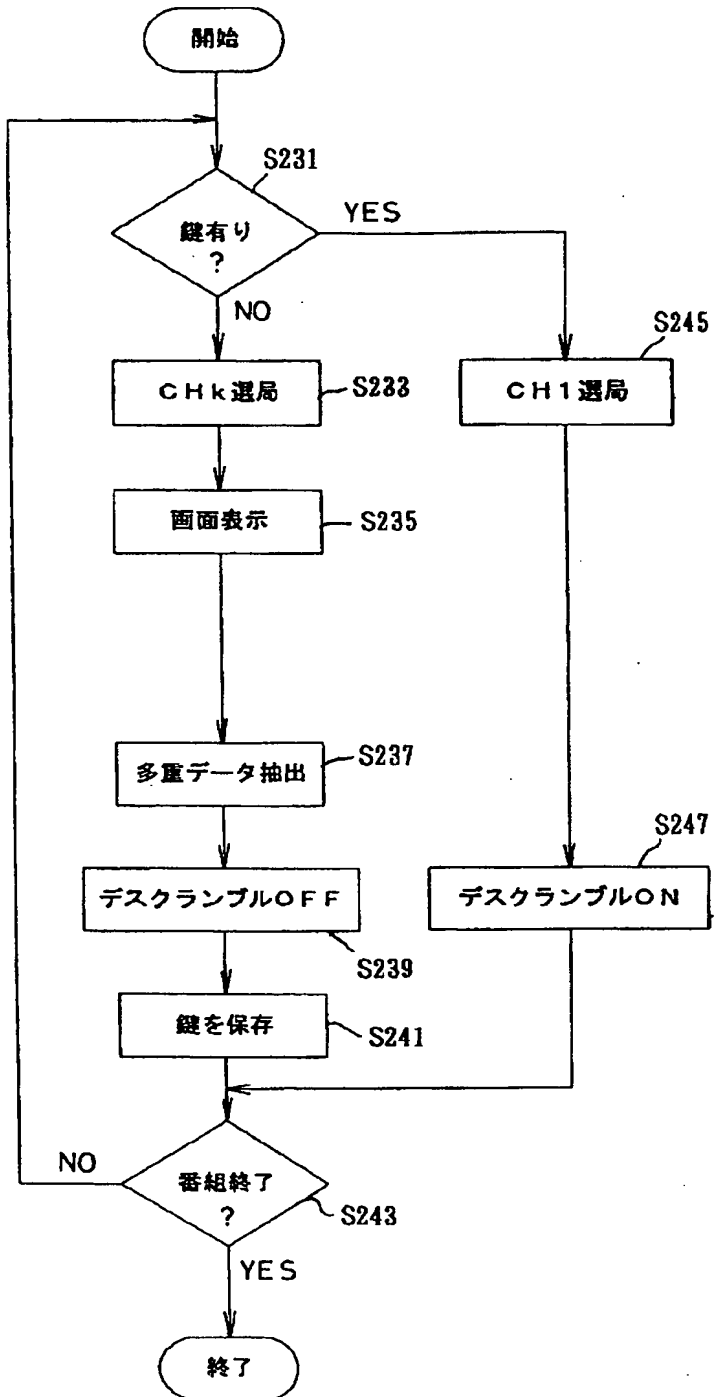 開始
S231
鍵有り
?
YES
NO
S245
CHk選局
S233
CH1選局
画面表示
S235
S237
多重データ抽出
S247
デスクランブルOFF
デスクランブルON
S239
鍵を保存
S241
NO
番組終了
?
S243
YES
終了